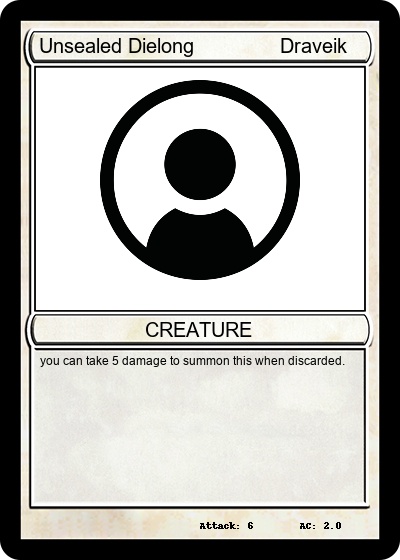 Unsealed Dielong Draveik
CREATURE
you can take 5 damage to summon this when discarded.
Attack: 6 AC: 2.0